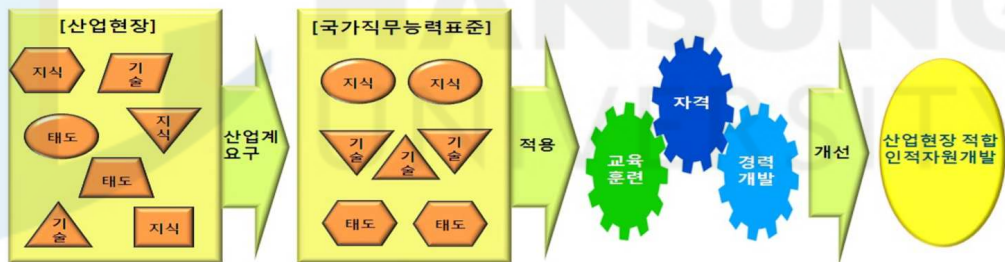 HANSUNG
UNIVERSITY
[산업현장]
지식
기
술
태도
지
식
태도
기
술
지식
산업계
요구
[국가직무능력표준]
지식
지식
기
술
기
술
기
술
태도
태도
적용
자격
교육
훈련
경력
개발
개선
산업현장 적합
인적자원개발